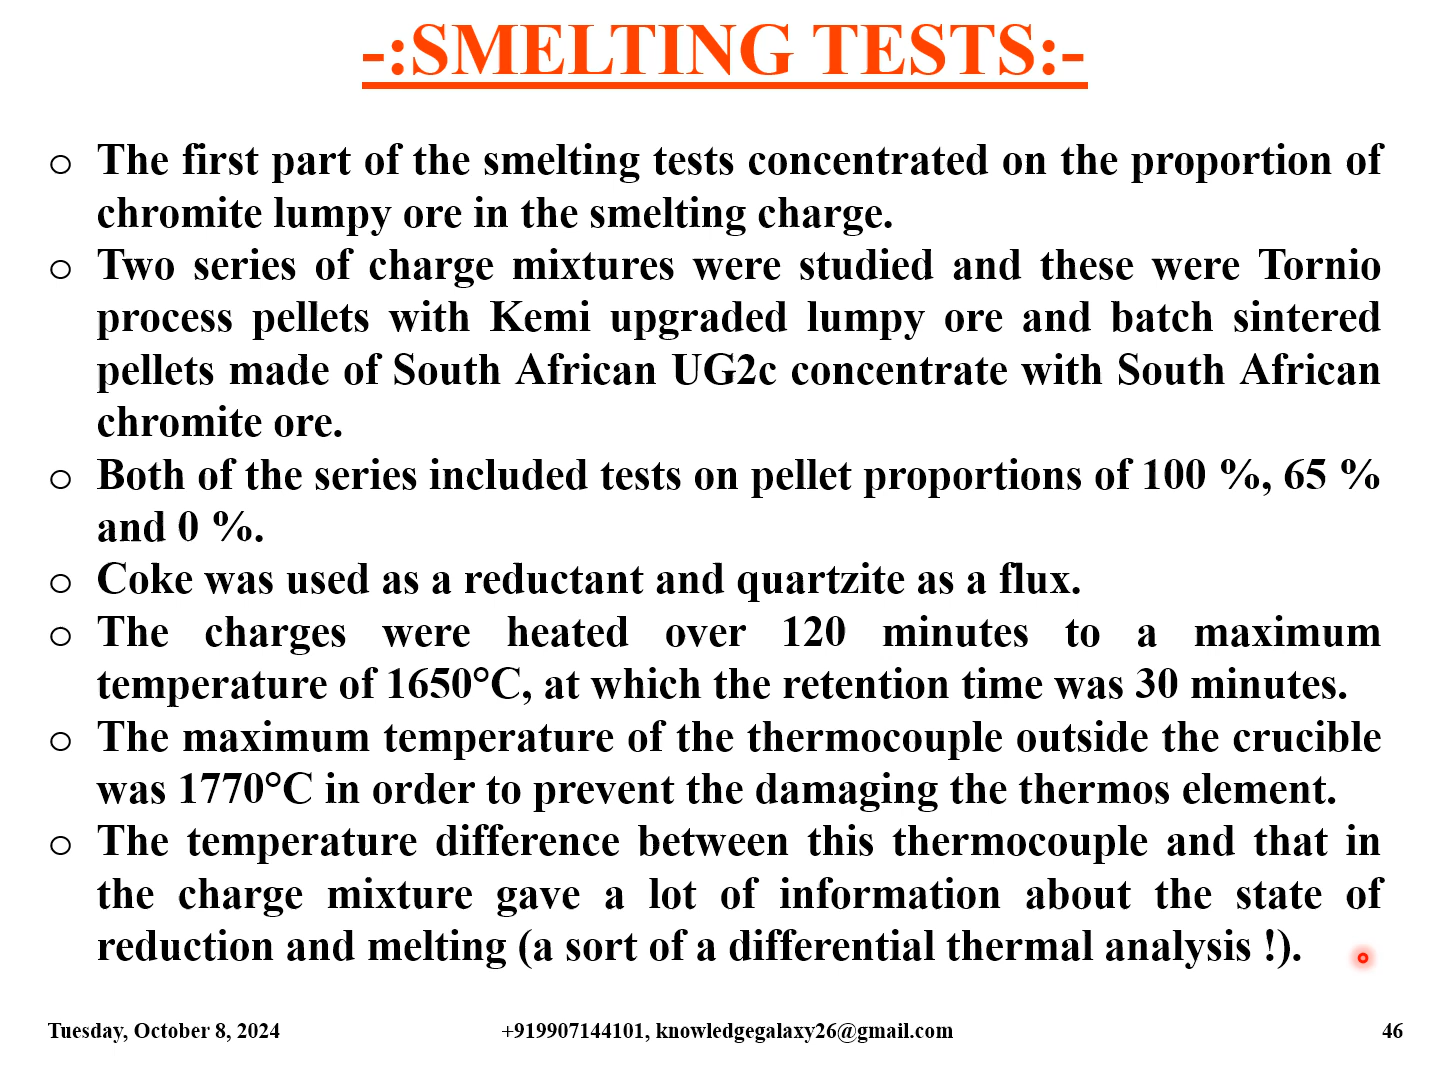 -:SMELTING TESTS:-
o The first part of the smelting tests concentrated on the proportion of
chromite lumpy ore in the smelting charge.
o Two series of charge mixtures were studied and these were Tornio
process pellets with Kemi upgraded lumpy ore and batch sintered
pellets made of South African UG2c concentrate with South African
chromite ore.
o Both of the series included tests on pellet proportions of 100 %, 65 %
and 0 %.
o Coke was used as a reductant and quartzite as a flux.
o The charges were heated over 120 minutes to a maximum
temperature of 1650°C, at which the retention time was 30 minutes.
o The maximum temperature of the thermocouple outside the crucible
was 1770°C in order to prevent the damaging the thermos element.
o The temperature difference between this thermocouple and that in
the charge mixture gave a lot of information about the state of
reduction and melting (a sort of a differential thermal analysis !).
Tuesday, October 8, 2024 +919907144101, knowledgegalaxy26@gmail.com 46